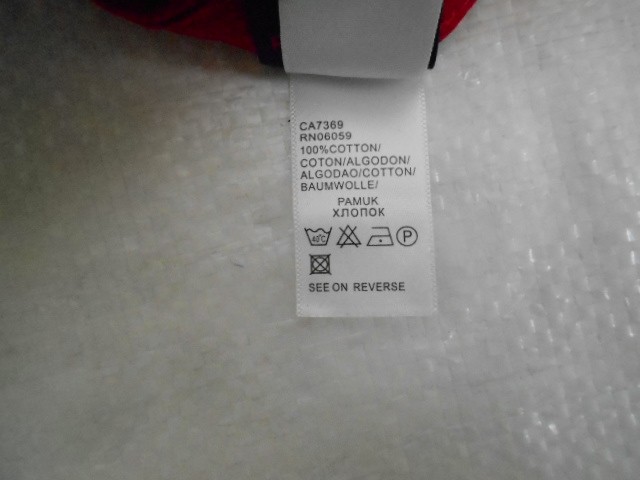 CA7369
RN06059
100%COTTON/
COTON/ALGODON/
ALGODAO/COTTON/
BAUMWOLLE/
PAMUK
ХЛОПОК
40°C P
SEE ON REVERSE